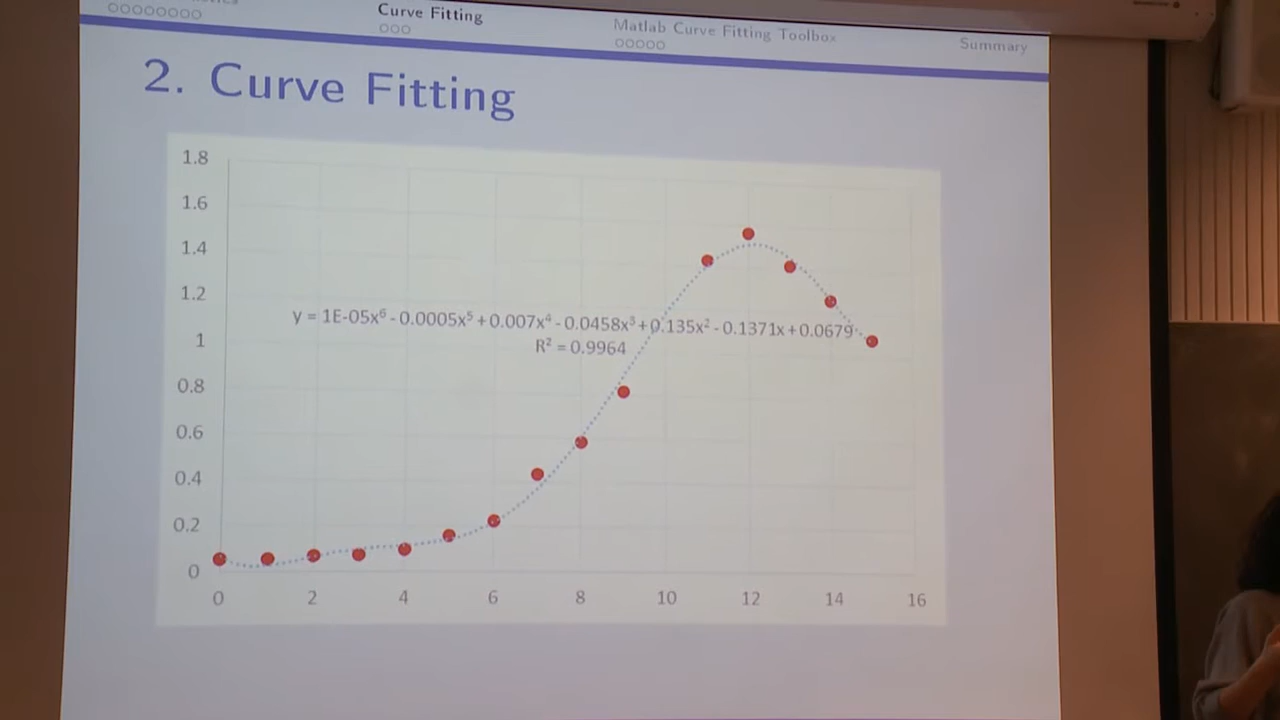 Curve Fitting
Matlab Curve Fitting Toolbox
Summary
2. Curve Fitting
1.8
1.6
1.4
1.2
1
0.8
0.6
0.4
0.2
0
y = 1E-05x⁶ - 0.0005x⁵ + 0.007x⁴ - 0.0458x³ + 0.135x² - 0.1371x + 0.0679
R² = 0.9964
0 2 4 6 8 10 12 14 16